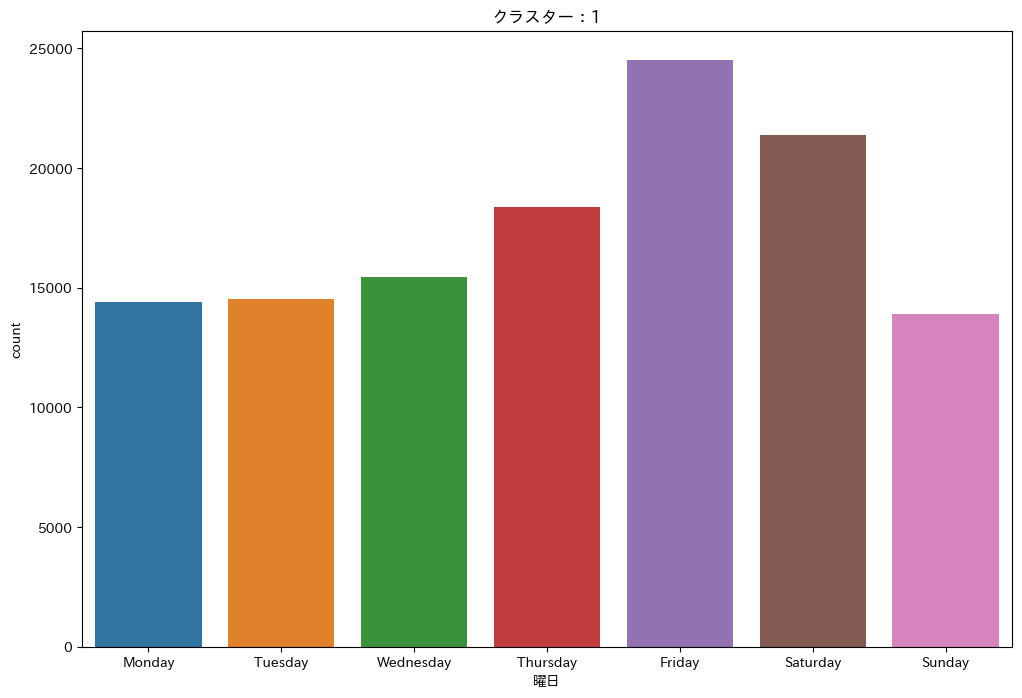 クラスター：1
25000
20000
15000
10000
5000
0
count
Monday Tuesday Wednesday Thursday Friday Saturday Sunday
曜日